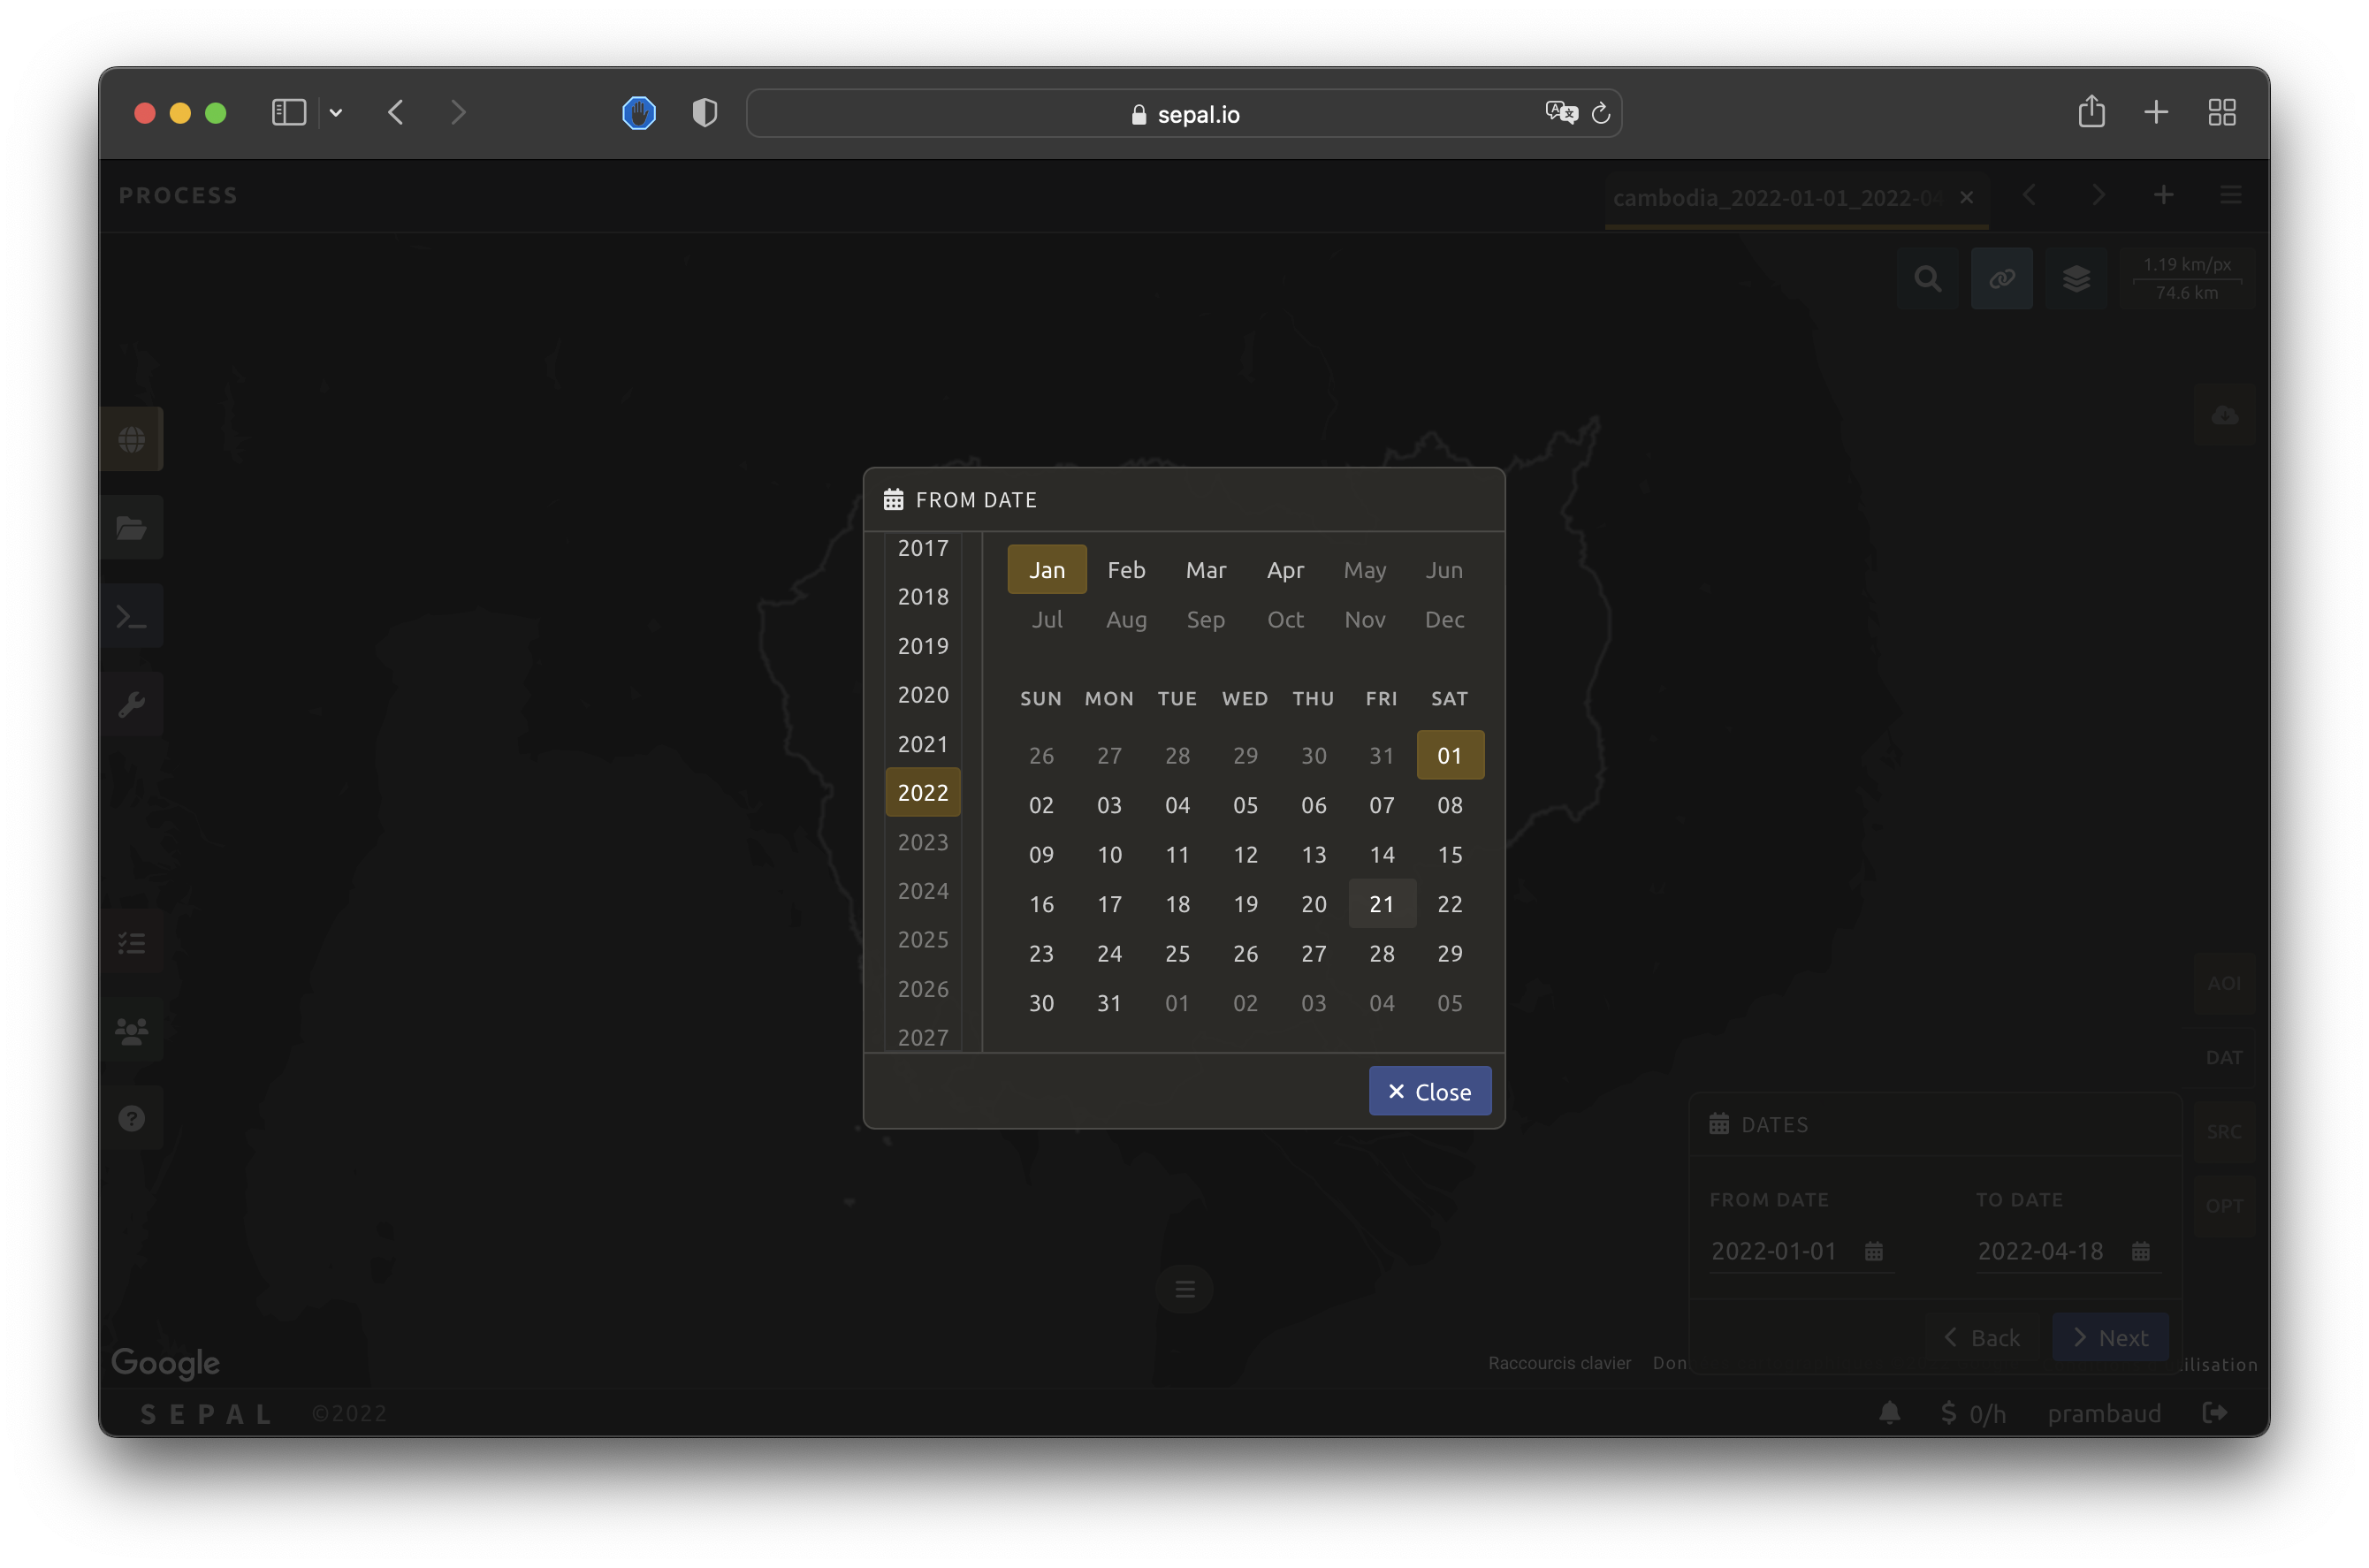 sepal.io
PROCESS
cambodia_2022-01-01_2022-04
1.19 km/px
74.6 km
FROM DATE
2017
2018
2019
2020
2021
2022
2023
2024
2025
2026
2027
Jan Feb Mar Apr May Jun
Jul Aug Sep Oct Nov Dec
SUN MON TUE WED THU FRI SAT
26 27 28 29 30 31 01
02 03 04 05 06 07 08
09 10 11 12 13 14 15
16 17 18 19 20 21 22
23 24 25 26 27 28 29
30 31 01 02 03 04 05
Close
AOI
DAT
SRC
OPT
DATES
FROM DATE TO DATE
2022-01-01 2022-04-18
Back Next
Google
Raccourcis clavier Don
ilisation
SEPAL ©2022
$ 0/h prambaud